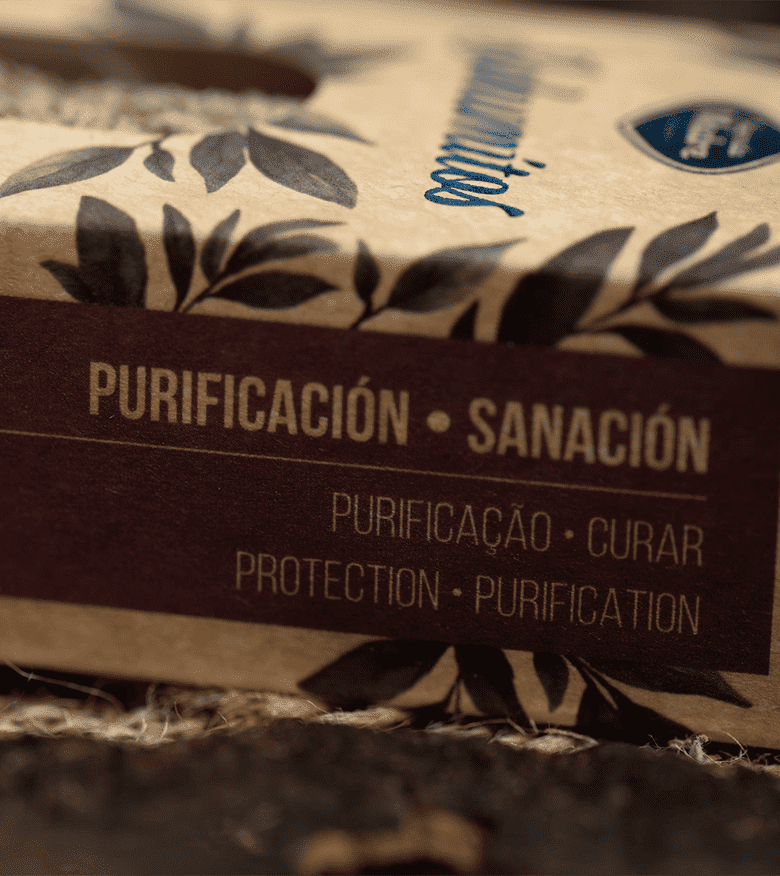 PURIFICACIÓN • SANACIÓN
PURIFICAÇÃO • CURAR
PROTECTION • PURIFICATION